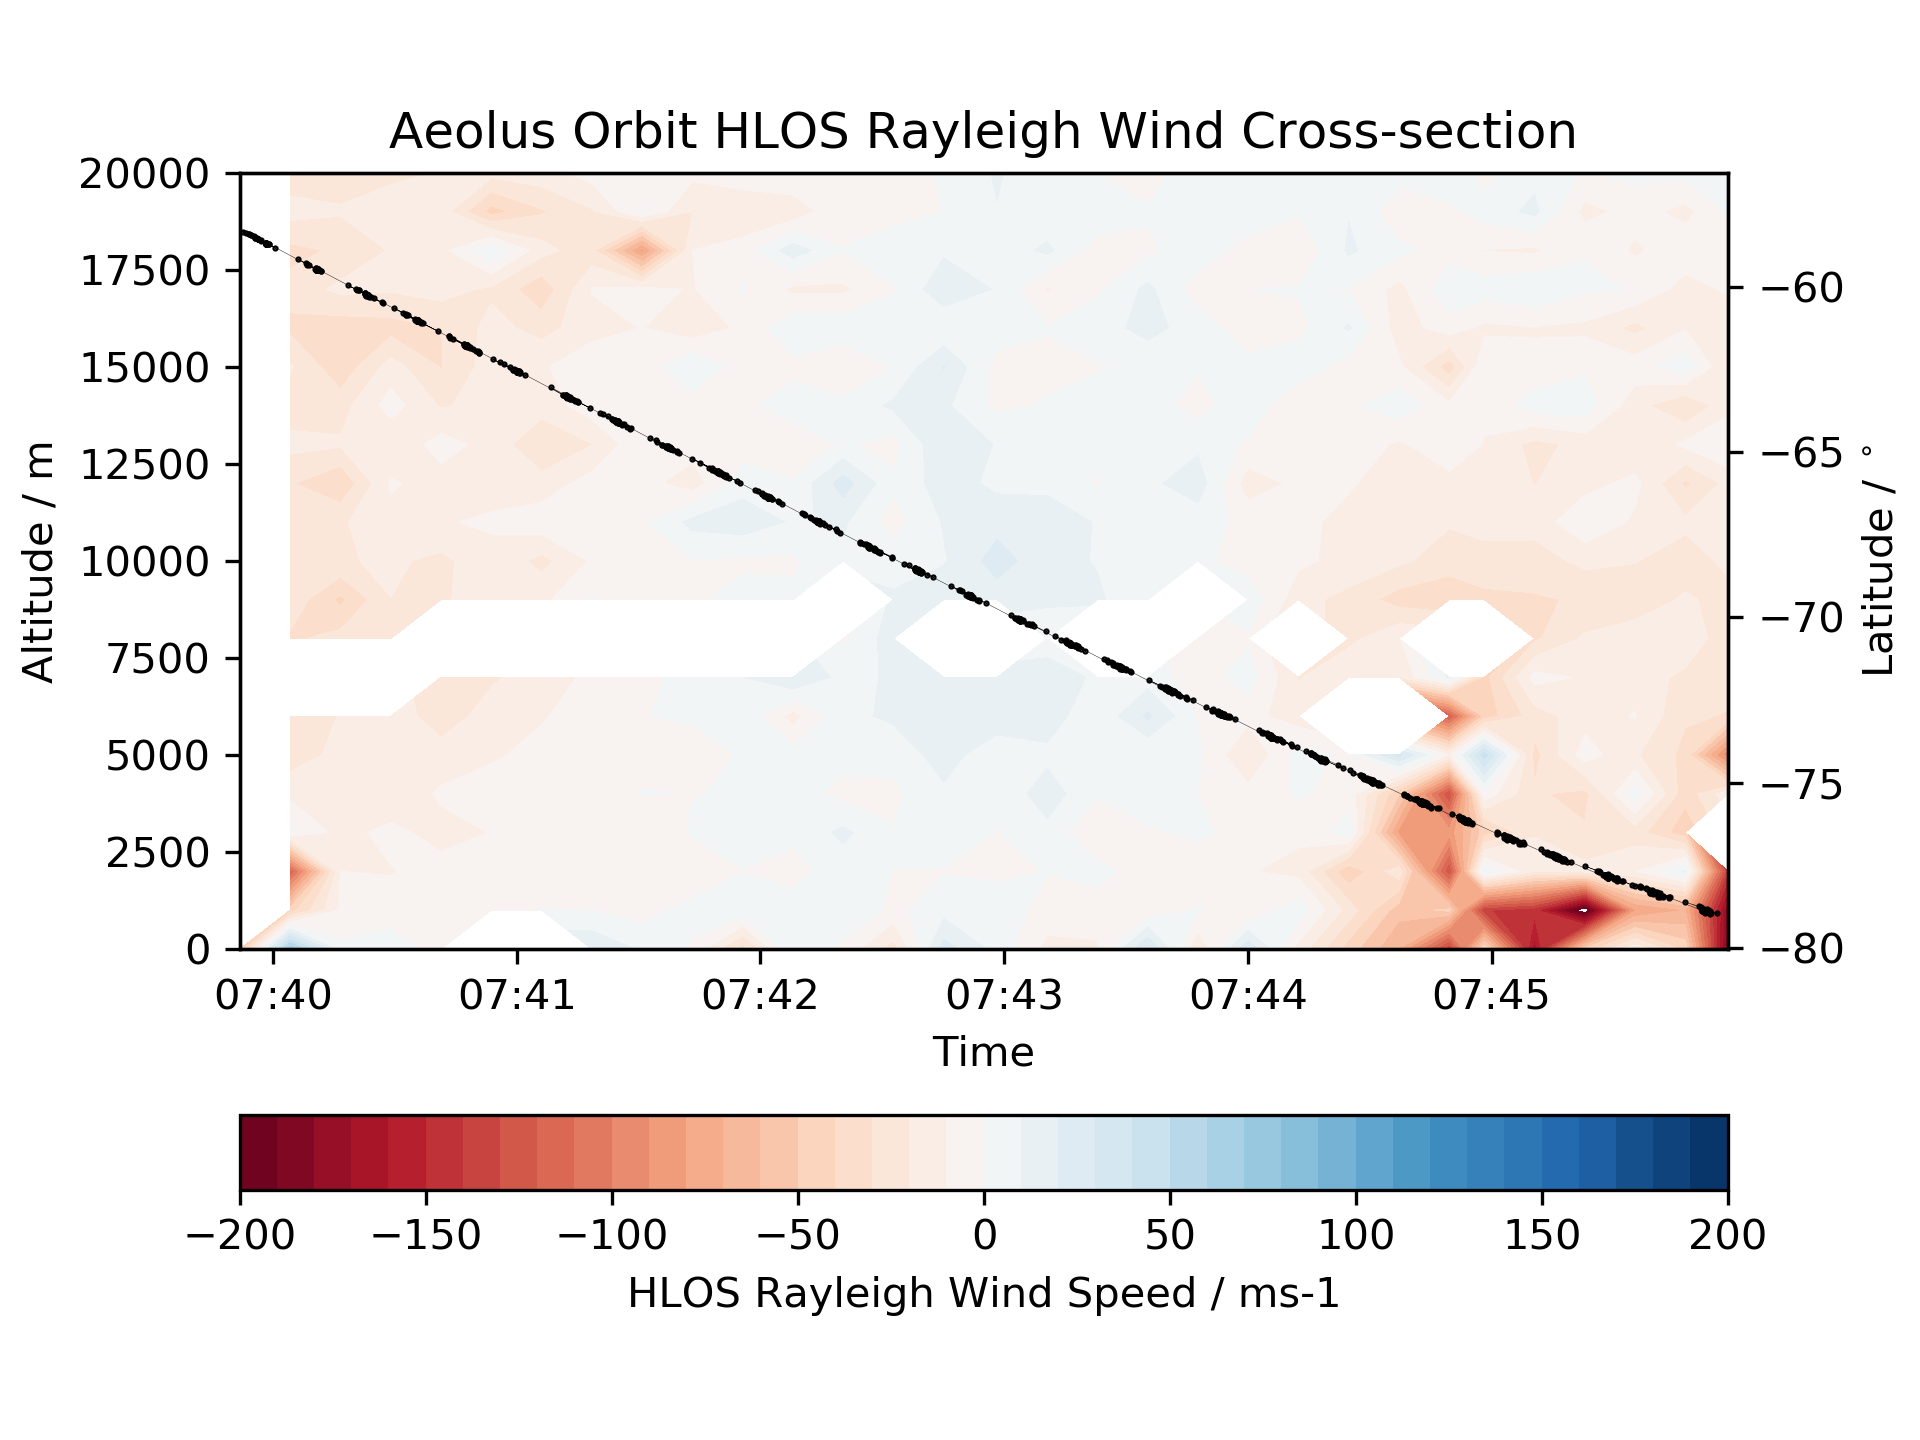 Aeolus Orbit HLOS Rayleigh Wind Cross-section
20000
17500
15000
12500
10000
7500
5000
2500
0
Altitude / m
−60
−65
−70
−75
−80
Latitude / °
07:40 07:41 07:42 07:43 07:44 07:45
Time
−200 −150 −100 −50 0 50 100 150 200
HLOS Rayleigh Wind Speed / ms-1